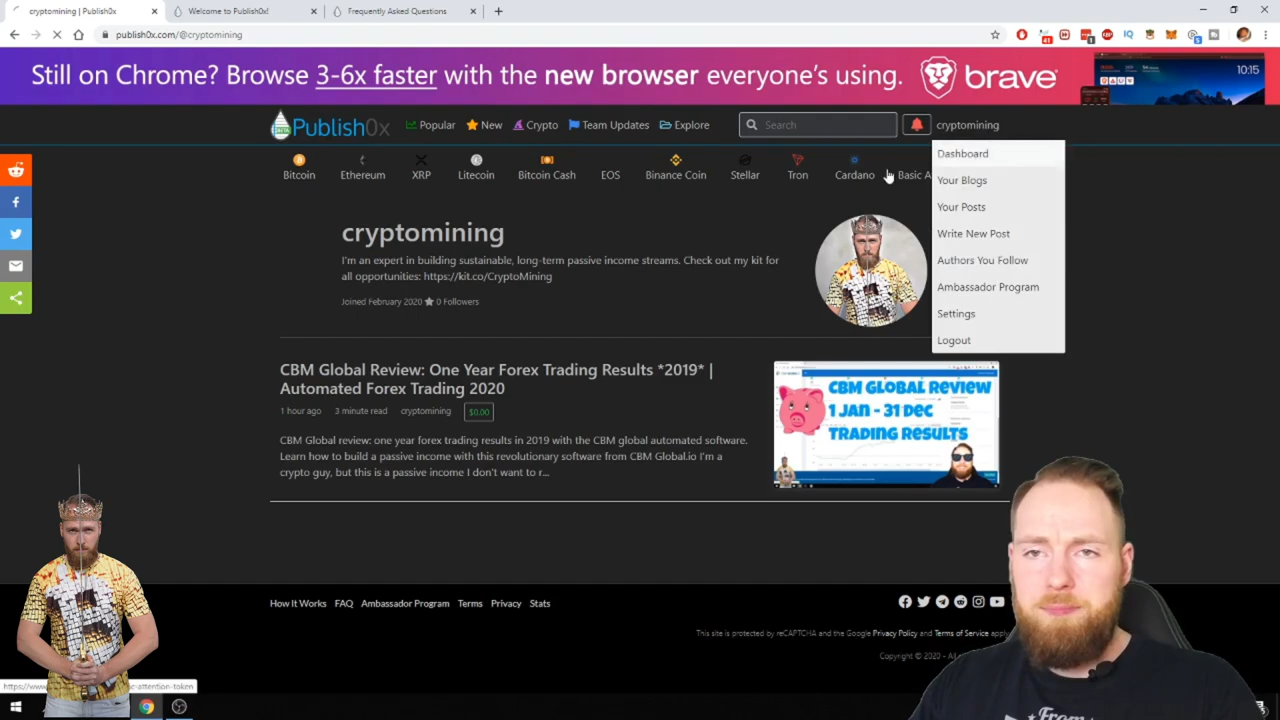 cryptomining | Publish0x
Welcome to Publish0x!
Frequently Asked Questions
publish0x.com/@cryptomining
Still on Chrome? Browse 3-6x faster with the new browser everyone's using.
brave
10:15
BETA
Publish0x
Popular
New
Crypto
Team Updates
Explore
Search
cryptomining
Dashboard
Your Blogs
Your Posts
Write New Post
Authors You Follow
Ambassador Program
Settings
Logout
Bitcoin
Ethereum
XRP
Litecoin
Bitcoin Cash
EOS
Binance Coin
Stellar
Tron
Cardano
Basic A
cryptomining
I'm an expert in building sustainable, long-term passive income streams. Check out my kit for
all opportunities: https://kit.co/CryptoMining
Joined February 2020 0 Followers
CBM Global Review: One Year Forex Trading Results *2019* |
Automated Forex Trading 2020
1 hour ago 3 minute read cryptomining $0.00
CBM Global review: one year forex trading results in 2019 with the CBM global automated software.
Learn how to build a passive income with this revolutionary software from CBM Global.io I'm a
crypto guy, but this is a passive income I don't want to r...
CBM GLOBAL REVIEW
1 JAN - 31 DEC
TRADING RESULTS
How It Works
FAQ
Ambassador Program
Terms
Privacy
Stats
This site is protected by reCAPTCHA and the Google Privacy Policy and Terms of Service apply
Copyright © 2020 - Al
https://www.
c-attention-token
From